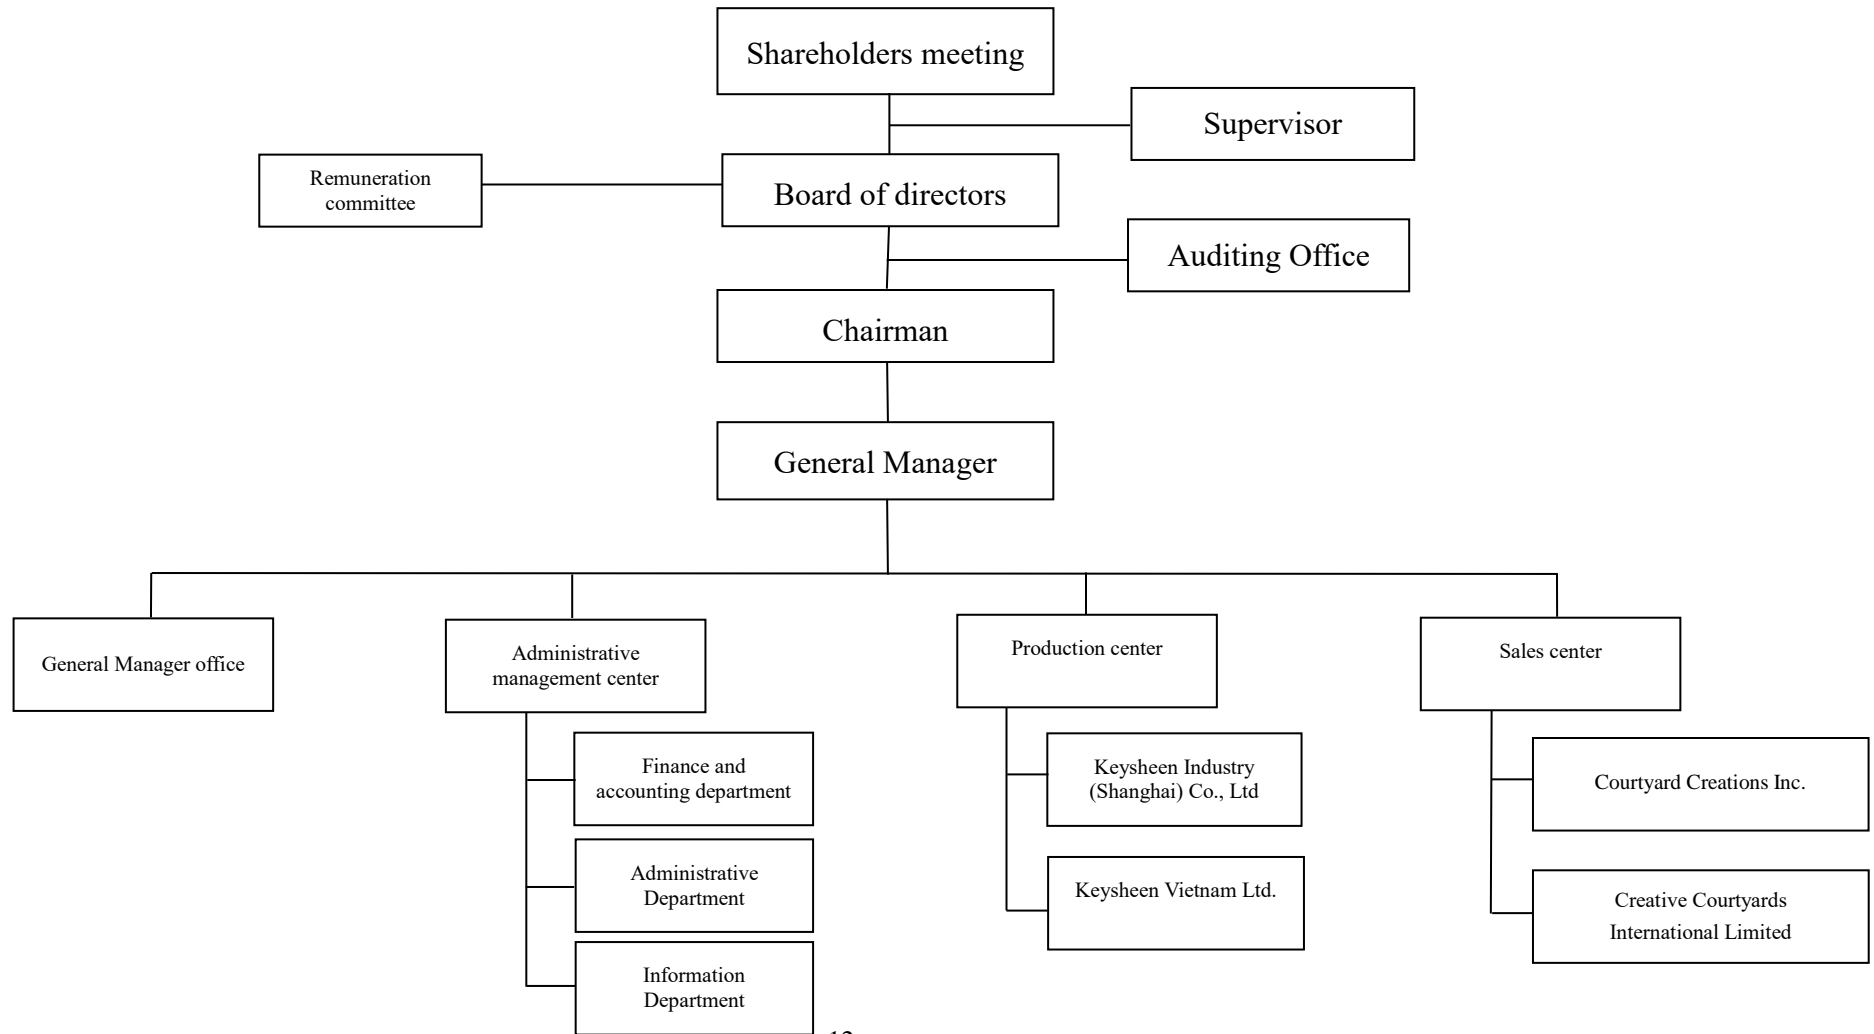 Shareholders meeting
Supervisor
Remuneration
committee
Board of directors
Auditing Office
Chairman
General Manager
General Manager office
Administrative
management center
Production center
Sales center
Finance and
accounting department
Keysheen Industry
(Shanghai) Co., Ltd
Courtyard Creations Inc.
Administrative
Department
Keysheen Vietnam Ltd.
Creative Courtyards
International Limited
Information
Department